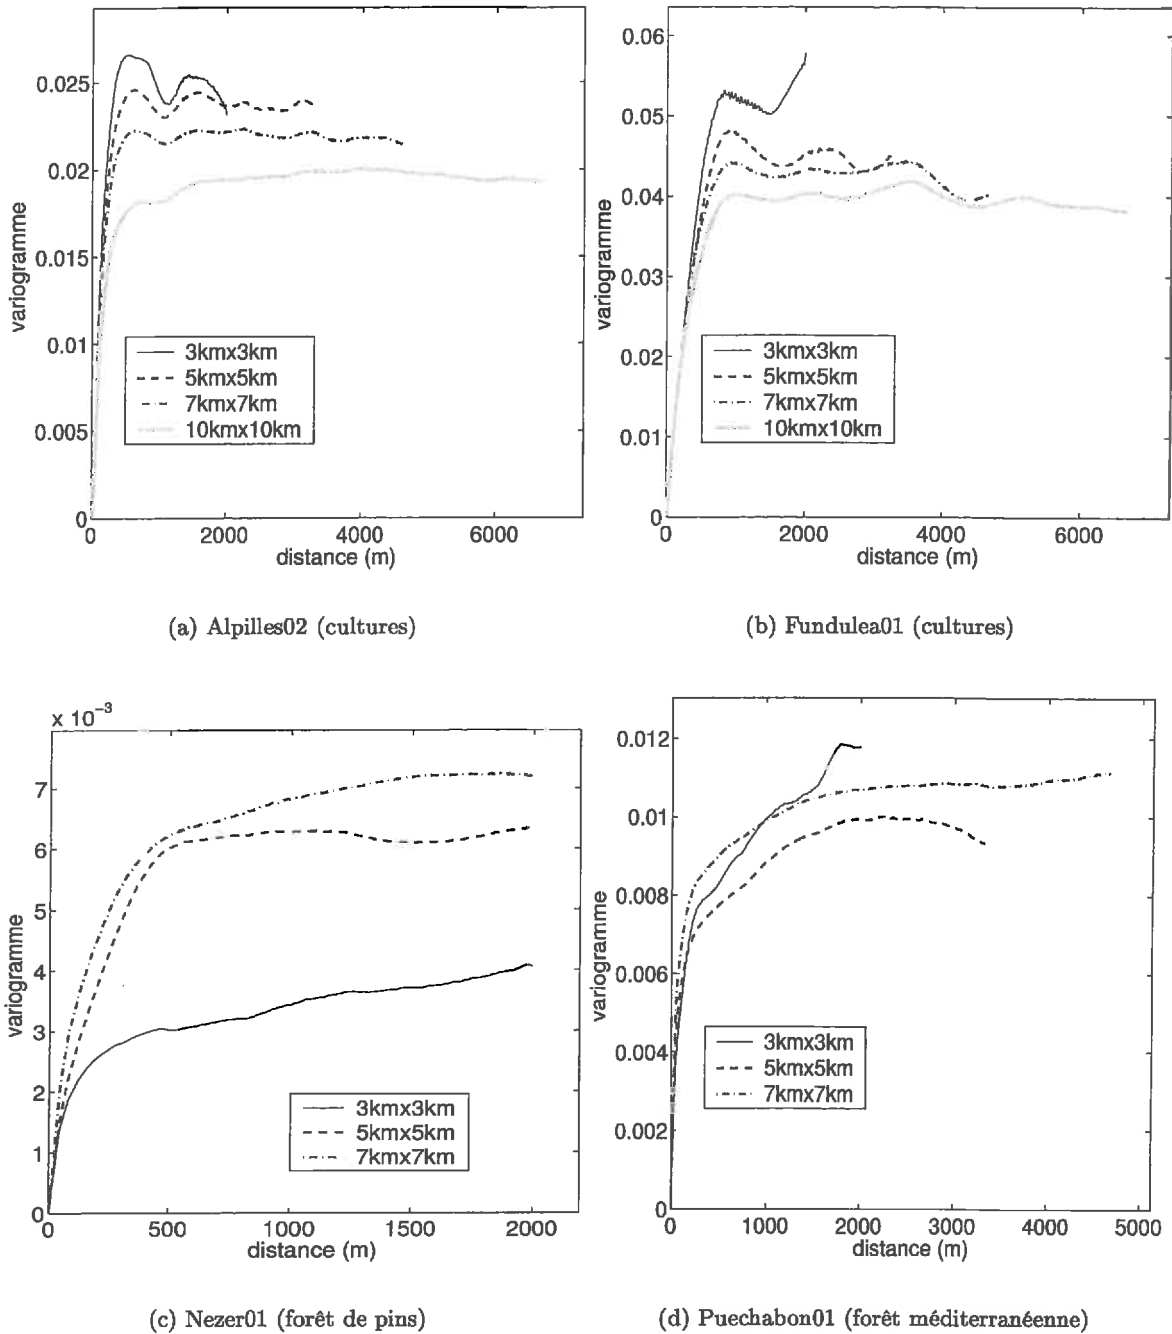 0.025
0.02
0.015
0.01
0.005
0
variogramme
3kmx3km
5kmx5km
7kmx7km
10kmx10km
0 2000 4000 6000
distance (m)
(a) Alpilles02 (cultures)
0.06
0.05
0.04
0.03
0.02
0.01
0
variogramme
3kmx3km
5kmx5km
7kmx7km
10kmx10km
0 2000 4000 6000
distance (m)
(b) Fundulea01 (cultures)
x 10⁻³
7
6
5
4
3
2
1
0
variogramme
3kmx3km
5kmx5km
7kmx7km
0 500 1000 1500 2000
distance (m)
(c) Nezer01 (forêt de pins)
0.012
0.01
0.008
0.006
0.004
0.002
0
variogramme
3kmx3km
5kmx5km
7kmx7km
0 1000 2000 3000 4000 5000
distance (m)
(d) Puechabon01 (forêt méditerranéenne)